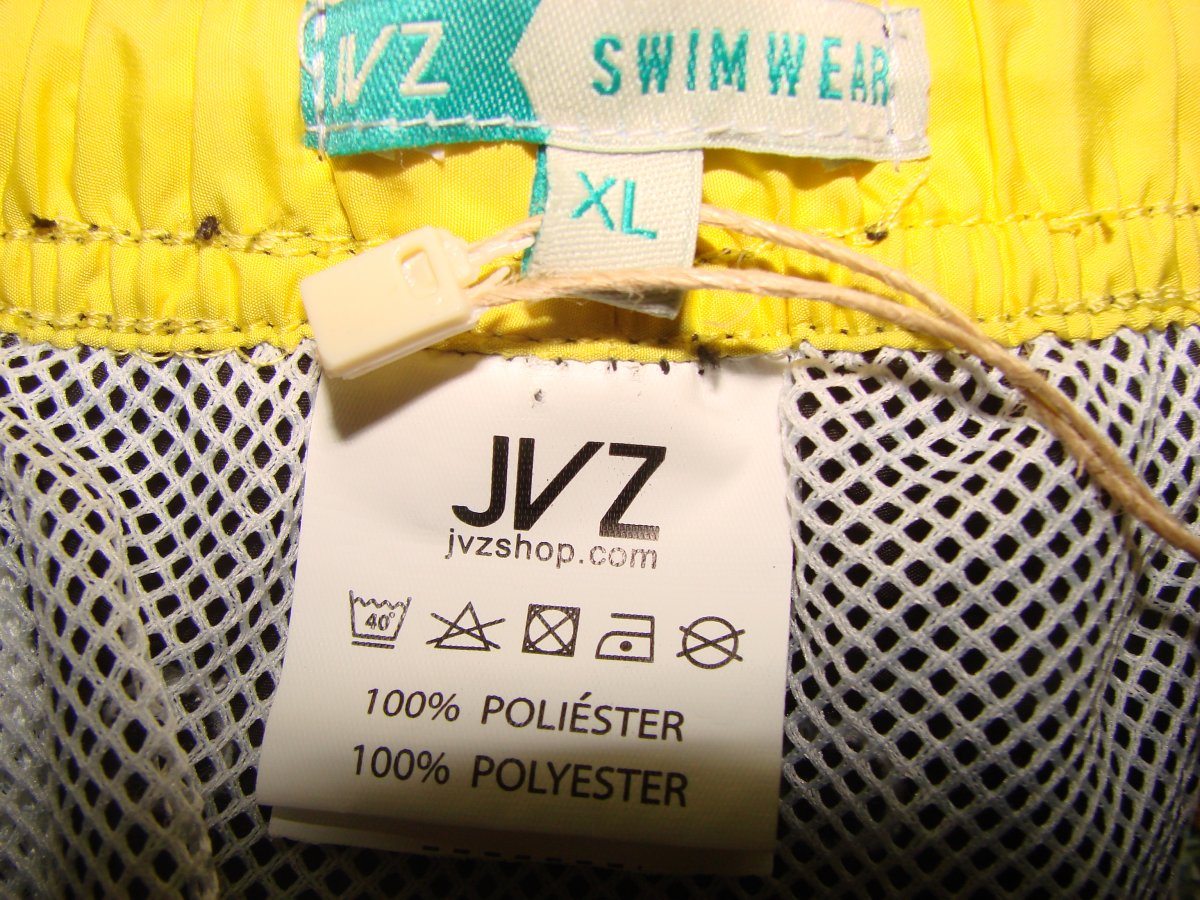 JVZ SWIMWEAR
XL
JVZ
jvzshop.com
40°
100% POLIÉSTER
100% POLYESTER